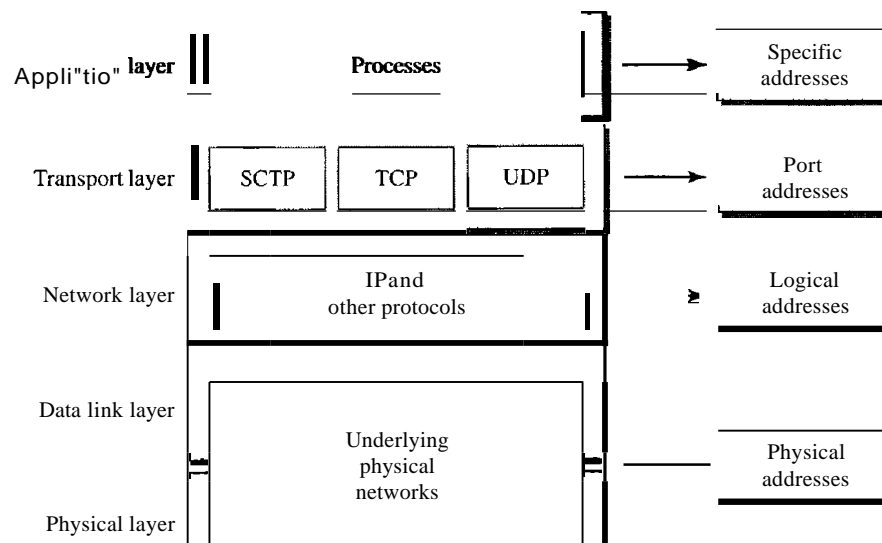 Appli"tio" layer
Processes
Specific
addresses
Transport layer
SCTP
TCP
UDP
Port
addresses
Network layer
IPand
other protocols
Logical
addresses
Data link layer
Underlying
physical
networks
Physical
addresses
Physical layer